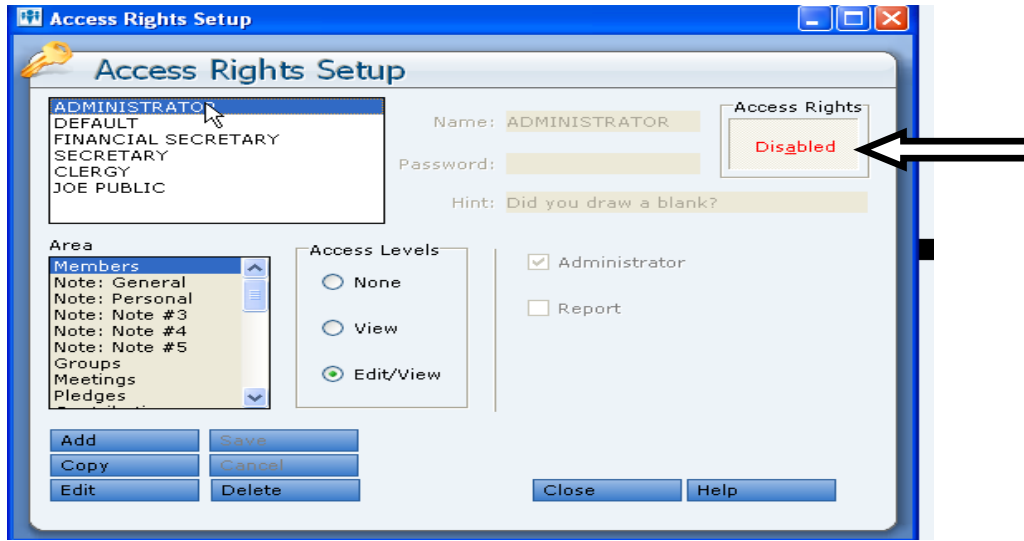 Access Rights Setup
Access Rights Setup
ADMINISTRATOR
DEFAULT
FINANCIAL SECRETARY
SECRETARY
CLERGY
JOE PUBLIC
Name: ADMINISTRATOR
Password:
Hint: Did you draw a blank?
Access Rights
Disabled
Area
Members
Note: General
Note: Personal
Note: Note #3
Note: Note #4
Note: Note #5
Groups
Meetings
Pledges
Access Levels
None
View
Edit/View
Administrator
Report
Add Save
Copy Cancel
Edit Delete Close Help